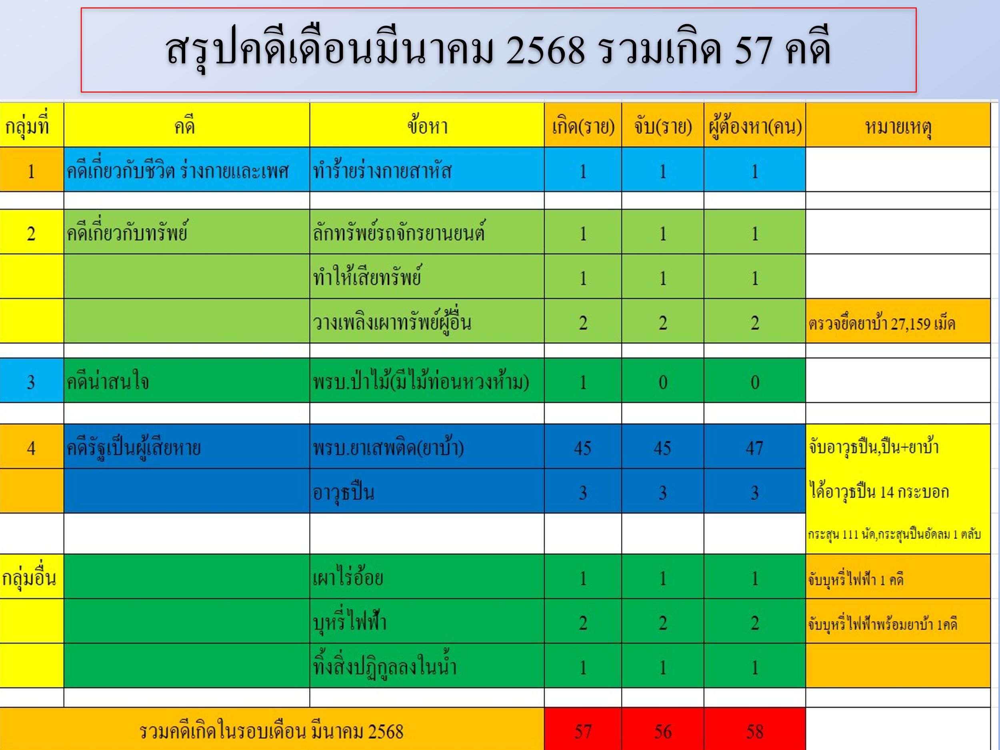 สรุปคดีเดือนมีนาคม 2568 รวมเกิด 57 คดี
กลุ่มที่ คดี ข้อหา เกิด(ราย) จับ(ราย) ผู้ต้องหา(คน) หมายเหตุ
1 คดีเกี่ยวกับชีวิต ร่างกายและเพศ ทำร้ายร่างกายสาหัส 1 1 1
2 คดีเกี่ยวกับทรัพย์ ลักทรัพย์รถจักรยานยนต์ 1 1 1
ทำให้เสียทรัพย์ 1 1 1
วางเพลิงเผาทรัพย์ผู้อื่น 2 2 2 ตรวจยึดยาบ้า 27,159 เม็ด
3 คดีน่าสนใจ พรบ.ป่าไม้(มีไม้ท่อนหวงห้าม) 1 0 0
4 คดีรัฐเป็นผู้เสียหาย พรบ.ยาเสพติด(ยาบ้า) 45 45 47 จับอาวุธปืน,ปืน+ยาบ้า
อาวุธปืน 3 3 3 ได้อาวุธปืน 14 กระบอก
กระสุน 111 นัด,กระสุนปืนอัดลม 1 ตลับ
กลุ่มอื่น เผาไร่อ้อย 1 1 1 จับบุหรี่ไฟฟ้า 1 คดี
บุหรี่ไฟฟ้า 2 2 2 จับบุหรี่ไฟฟ้าพร้อมยาบ้า 1คดี
ทิ้งสิ่งปฏิกูลลงในน้ำ 1 1 1
รวมคดีเกิดในรอบเดือน มีนาคม 2568 57 56 58